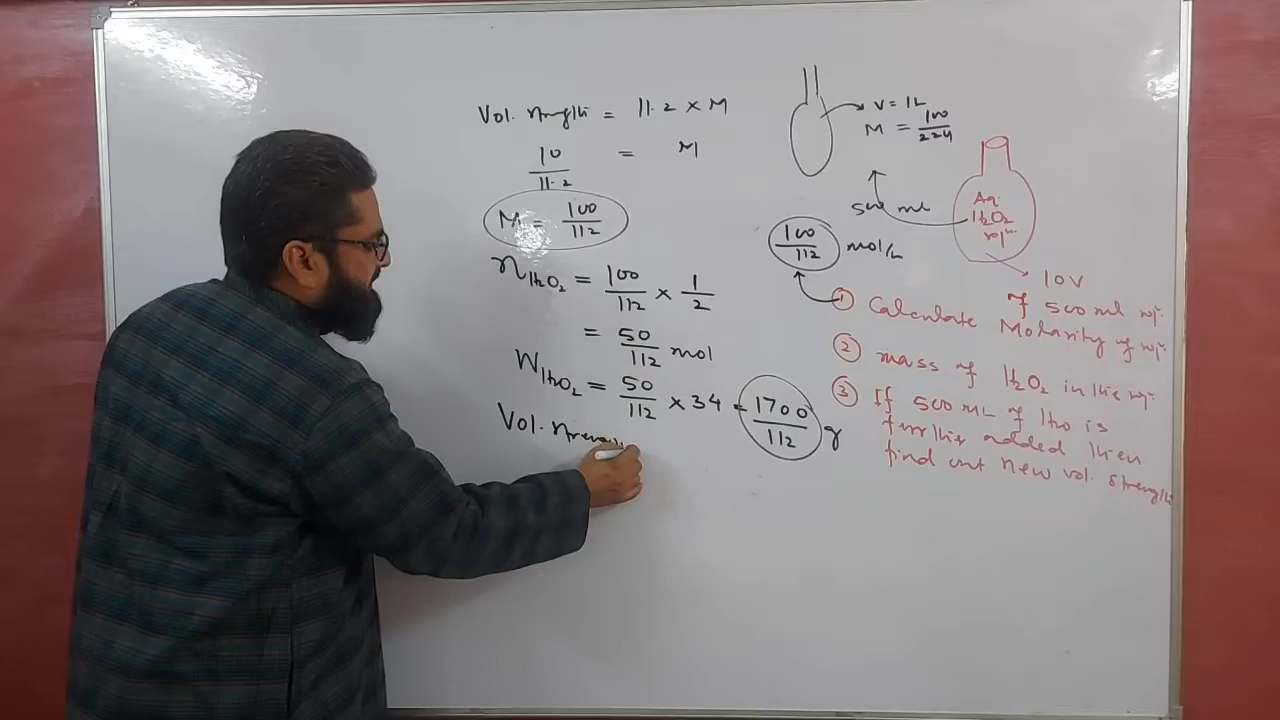 Vol. strength = 11.2 × M
10/11.2 = M
M = 100/112
n H2O2 = 100/112 × 1/2
= 50/112 mol
W H2O2 = 50/112 × 34 = 1700/112 g
Vol. streng
V = 1L
M = 100/224
500 ml
Aq.
H2O2
solⁿ
10V
100/112 mol/L
of 500 ml solⁿ
① Calculate Molarity of solⁿ
② mass of H2O2 in the solⁿ
③ If 500 mL of H2O is
further added then
find out new vol. strength